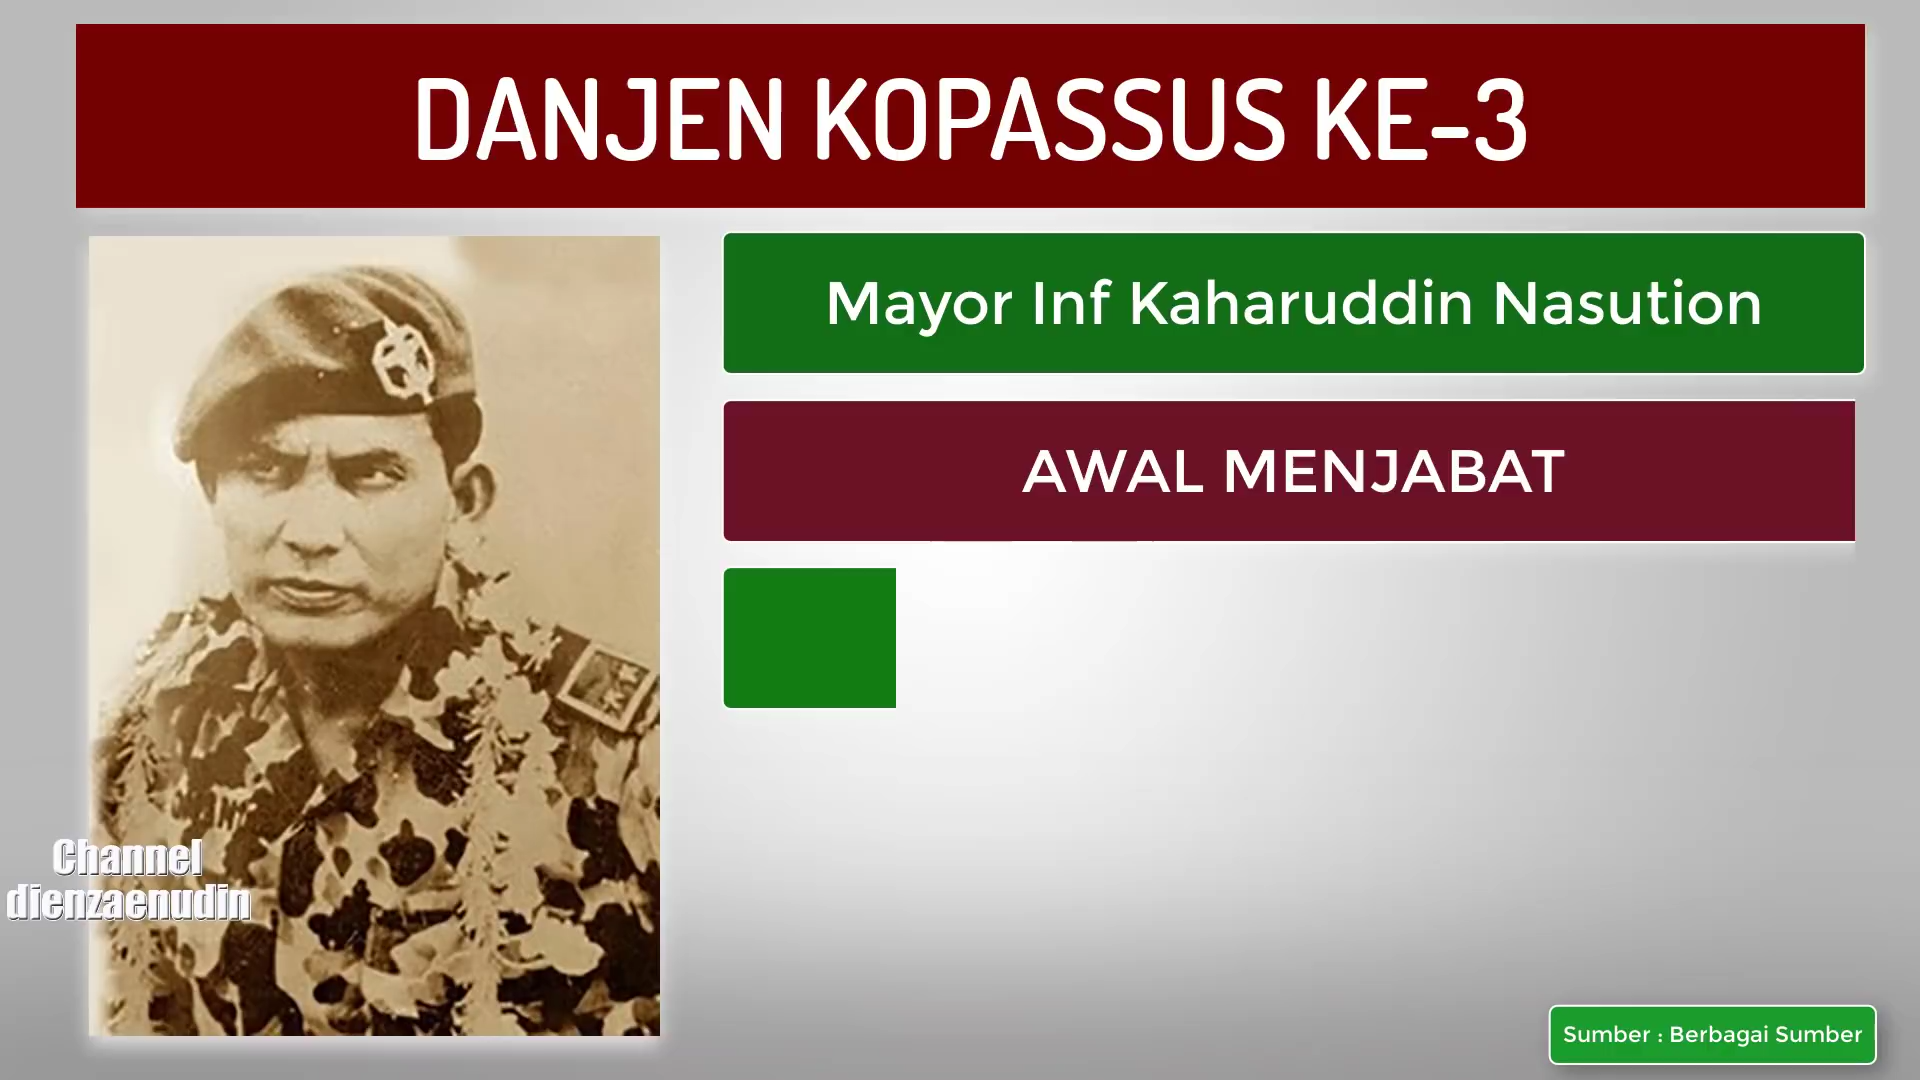 DANJEN KOPASSUS KE-3
Mayor Inf Kaharuddin Nasution
AWAL MENJABAT
Channel
dienzaenudin
Sumber : Berbagai Sumber